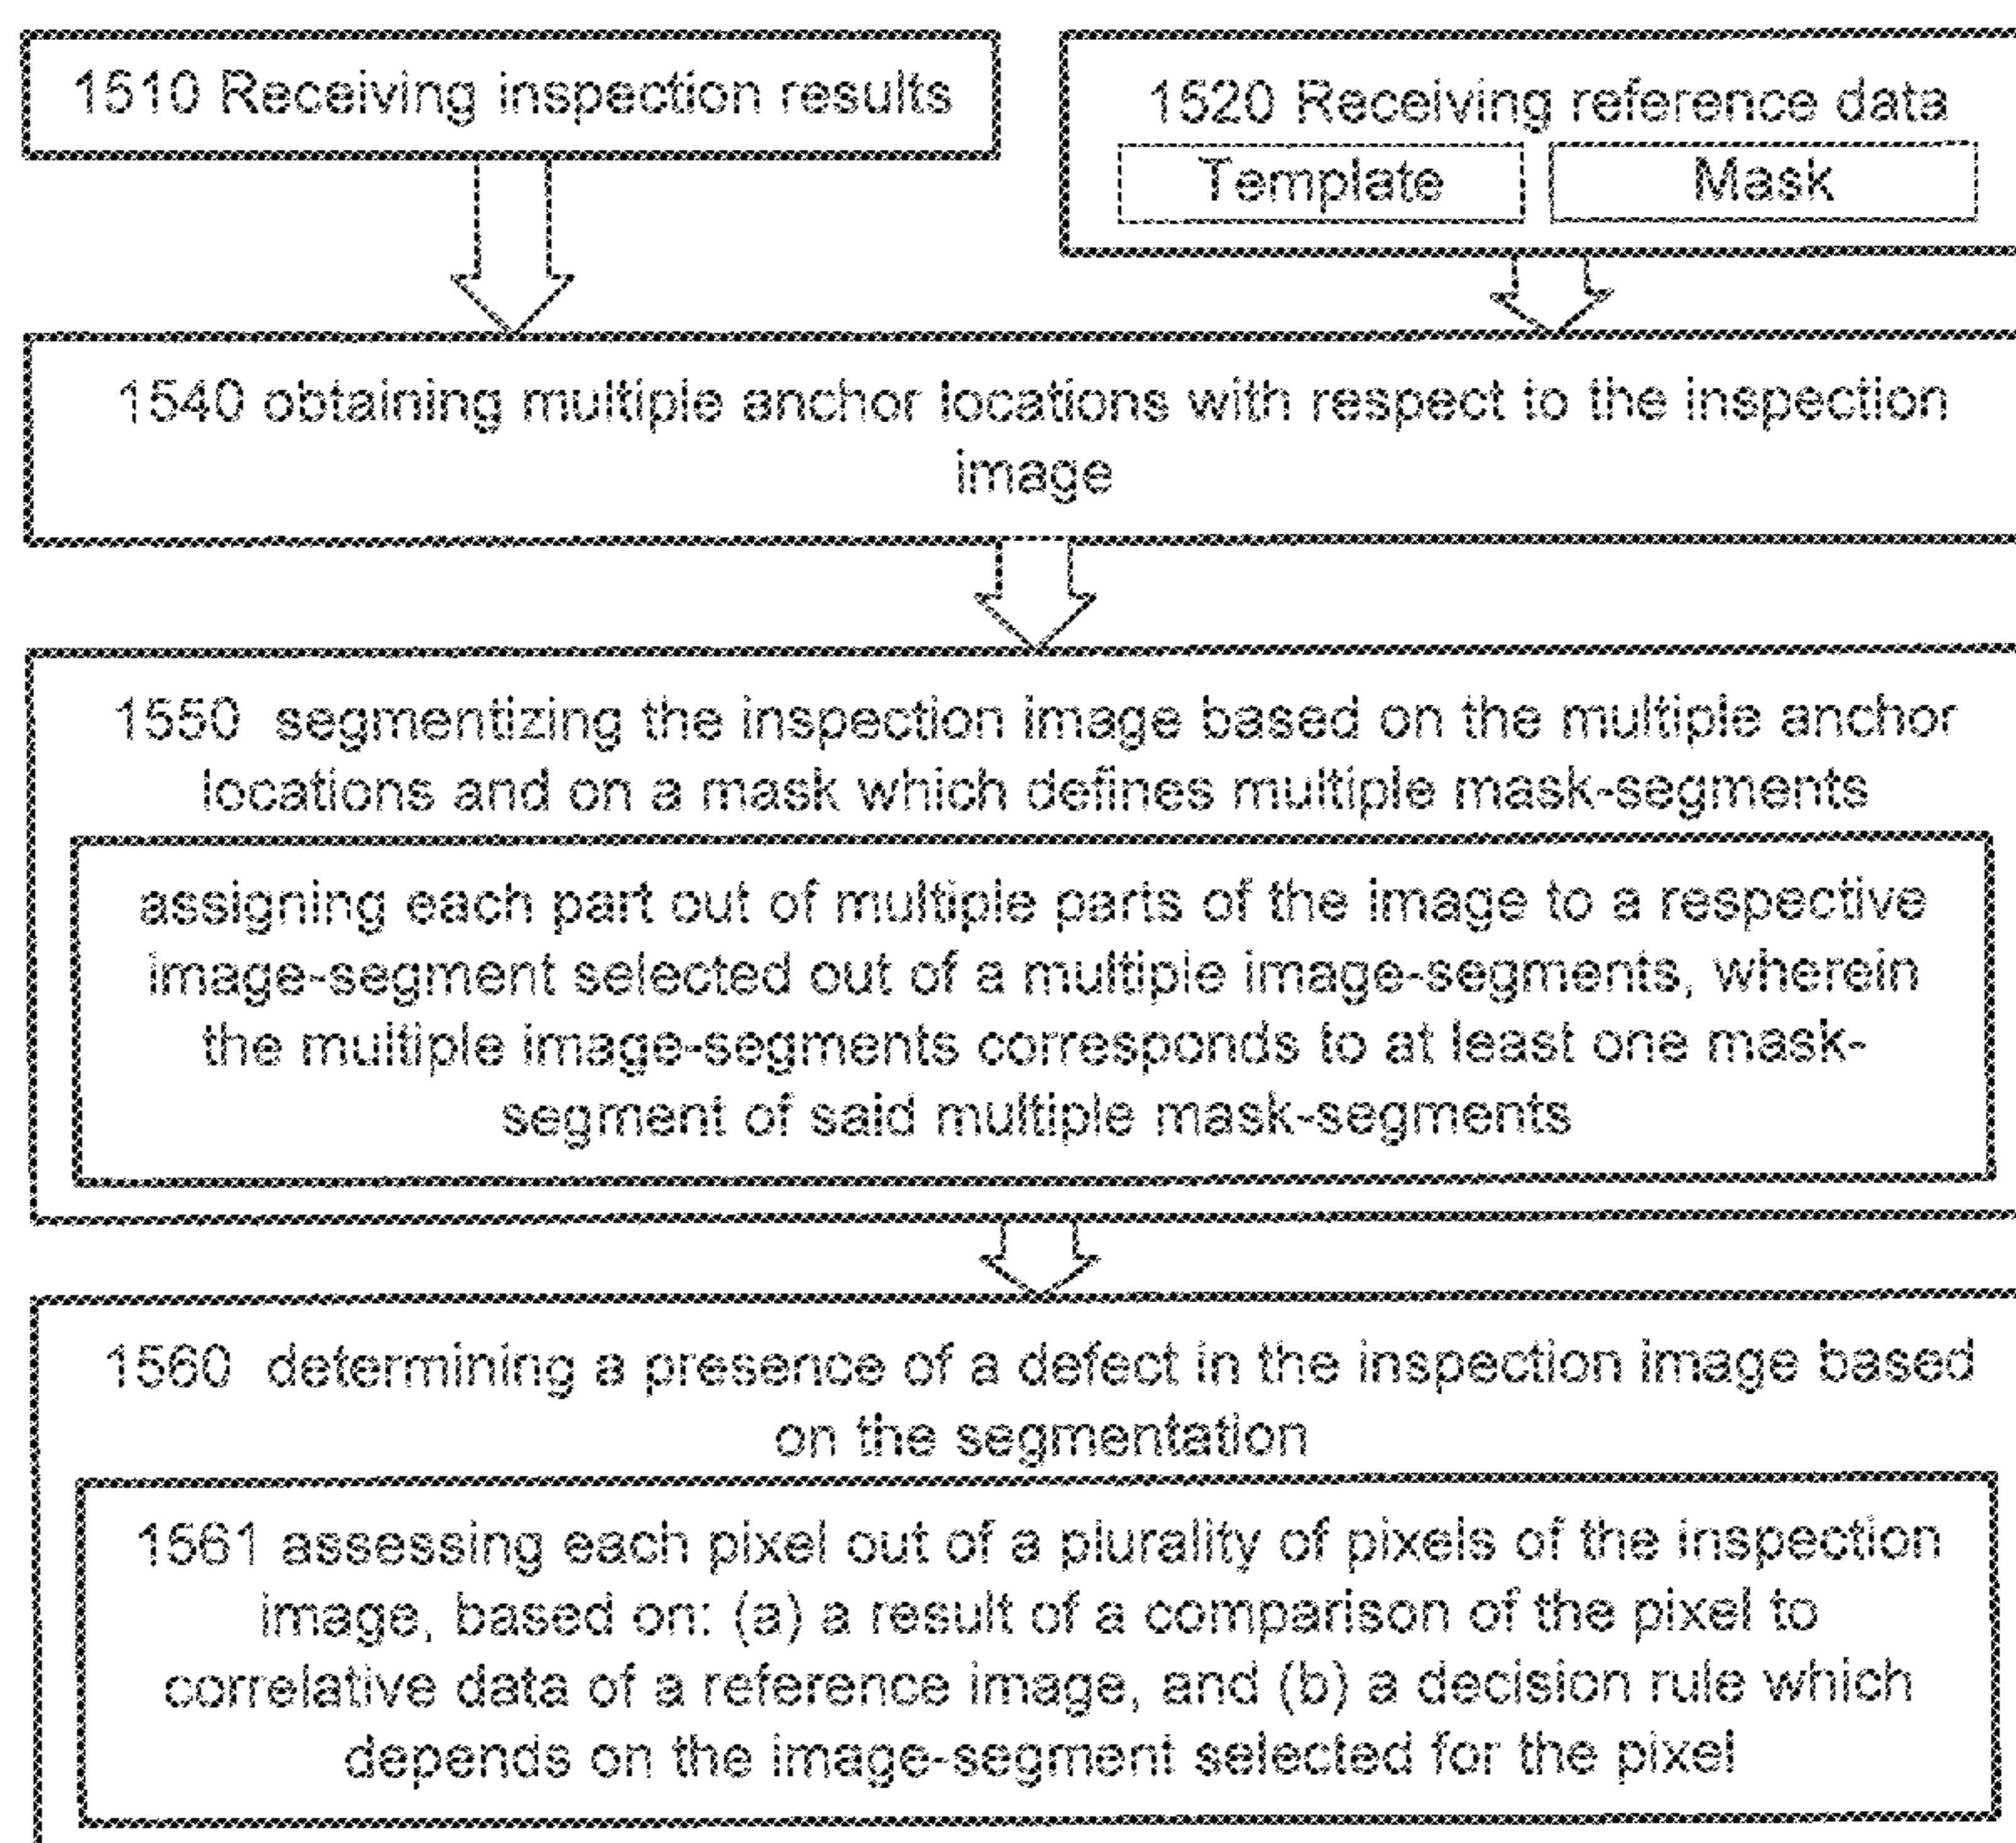 1510 Receiving inspection results
1520 Receiving reference data
Template
Mask
1540 obtaining multiple anchor locations with respect to the inspection
image
1550 segmentizing the inspection image based on the multiple anchor
locations and on a mask which defines multiple mask-segments
assigning each part out of multiple parts of the image to a respective
image-segment selected out of a multiple image-segments, wherein
the multiple image-segments corresponds to at least one mask-
segment of said multiple mask-segments
1560 determining a presence of a defect in the inspection image based
on the segmentation
1561 assessing each pixel out of a plurality of pixels of the inspection
image, based on: (a) a result of a comparison of the pixel to
correlative data of a reference image, and (b) a decision rule which
depends on the image-segment selected for the pixel